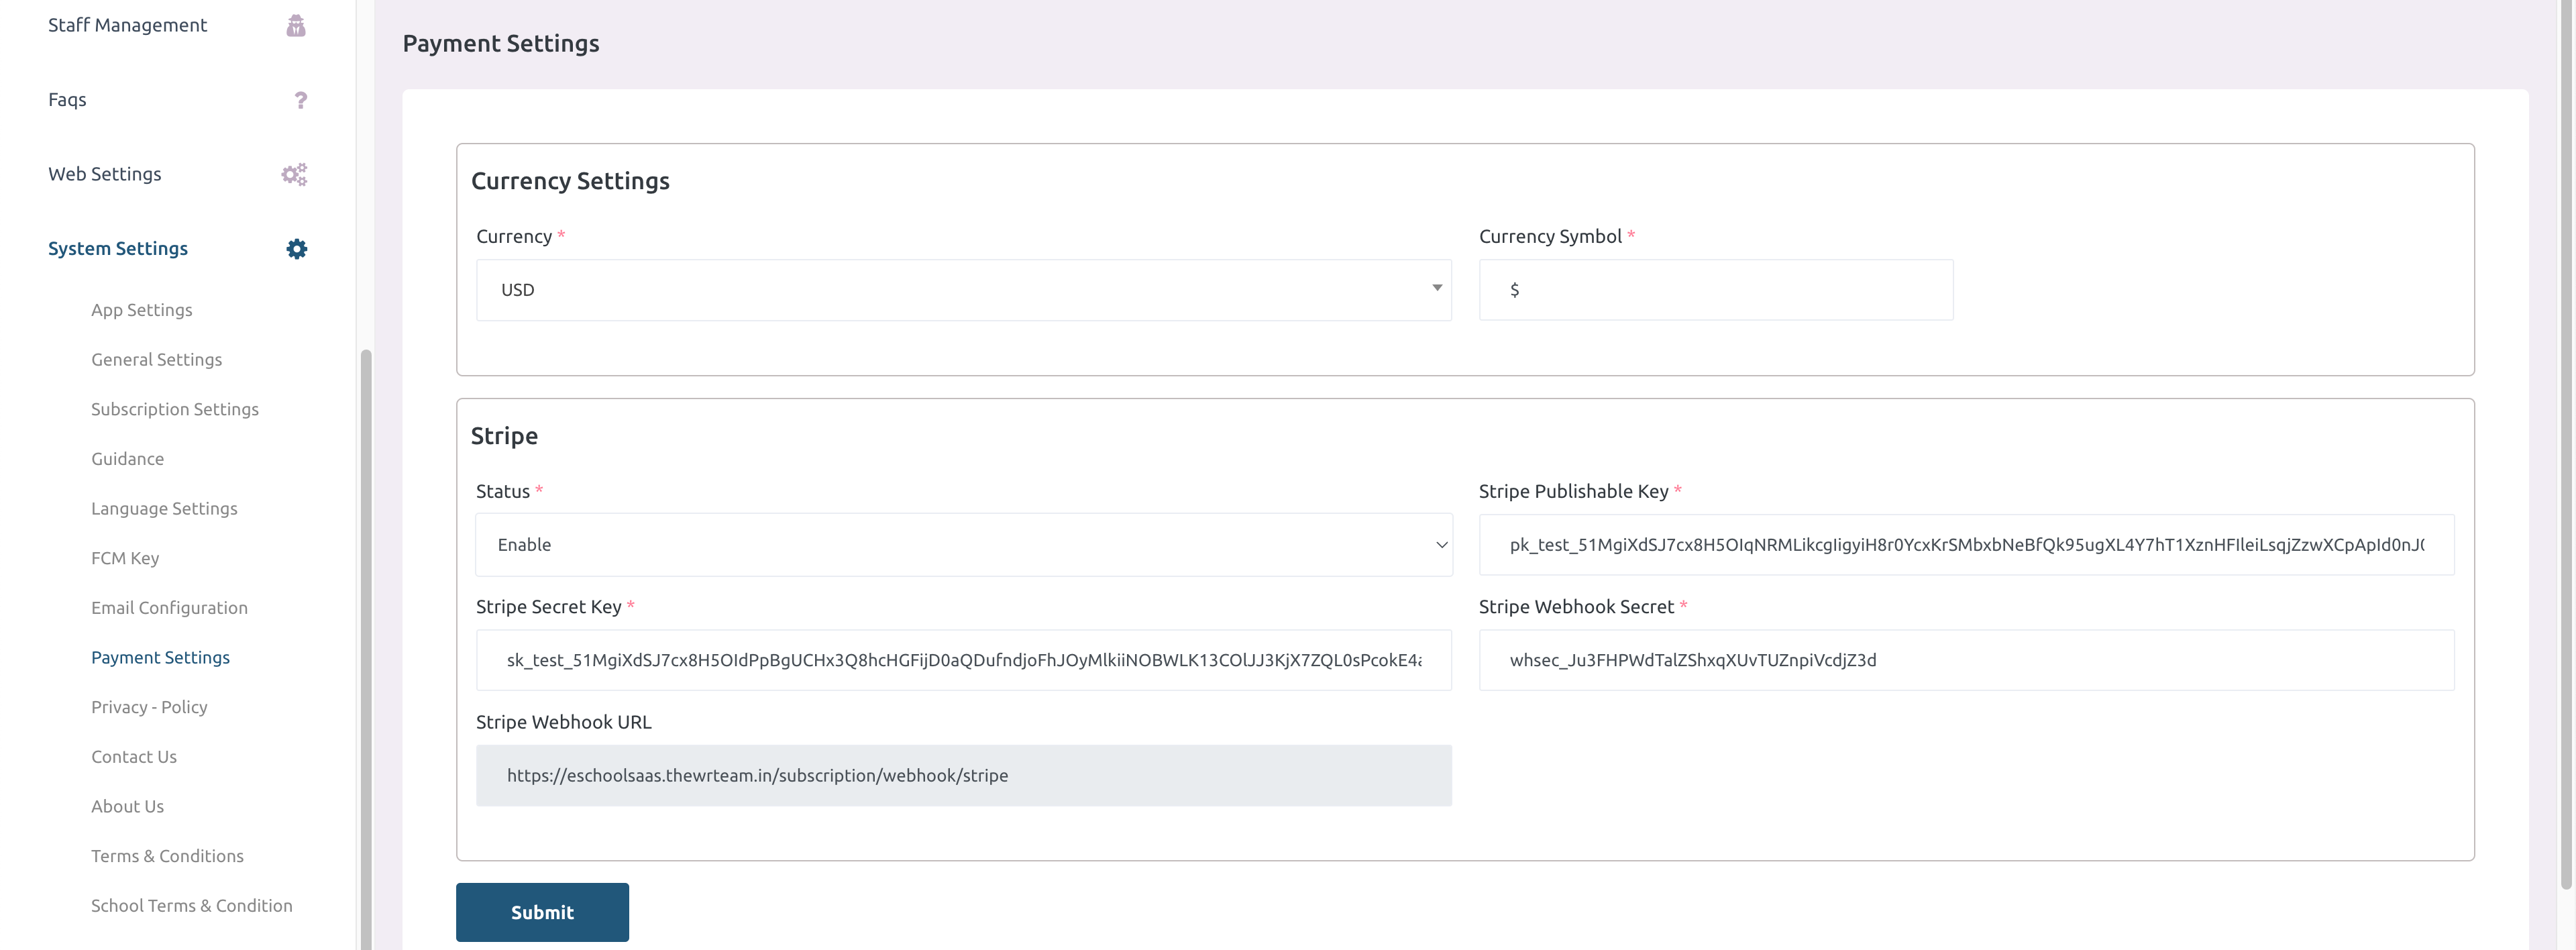 Staff Management
Faqs
?
Web Settings
System Settings
App Settings
General Settings
Subscription Settings
Guidance
Language Settings
FCM Key
Email Configuration
Payment Settings
Privacy - Policy
Contact Us
About Us
Terms & Conditions
School Terms & Condition
Payment Settings
Currency Settings
Currency *
Currency Symbol *
USD
$
Stripe
Status *
Stripe Publishable Key *
Enable
pk_test_51MgiXdSJ7cx8H5OIqNRMLikcgIigyiH8r0YcxKrSMbxbNeBfQk95ugXL4Y7hT1XznHFIleiLsqjZzwXCpApId0nJ
Stripe Secret Key *
Stripe Webhook Secret *
sk_test_51MgiXdSJ7cx8H5OIdPpBgUCHx3Q8hcHGFijD0aQDufndjoFhJOyMlkiiNOBWLK13COlJJ3KjX7ZQL0sPcokE4
whsec_Ju3FHPWdTalZShxqXUvTUZnpiVcdjZ3d
Stripe Webhook URL
https://eschoolsaas.thewrteam.in/subscription/webhook/stripe
Submit